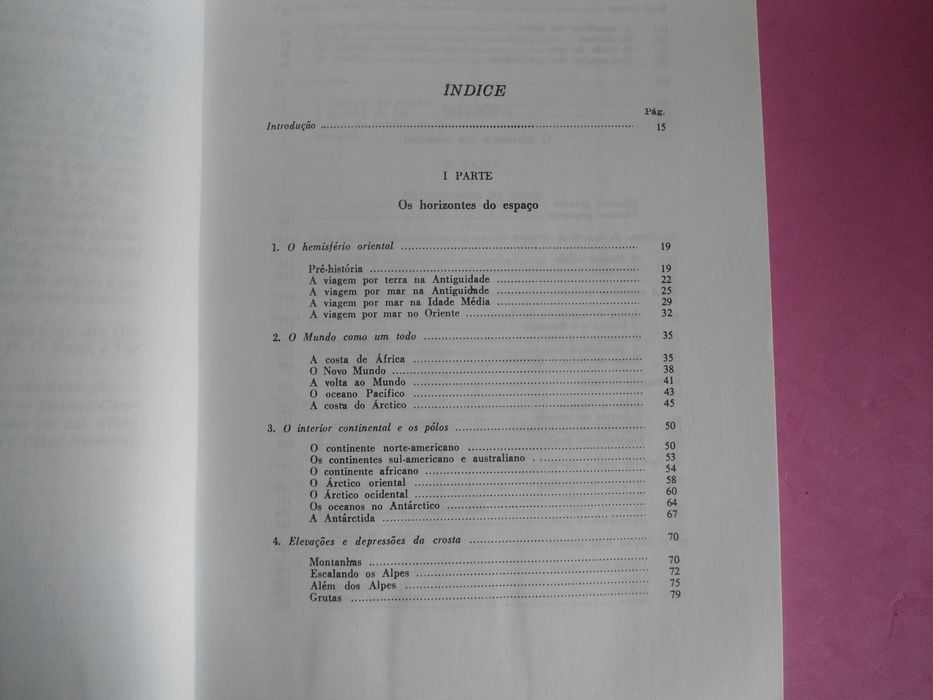 ÍNDICE
Pág.
Introdução ........ 15
I PARTE
Os horizontes do espaço
1. O hemisfério oriental ........ 19
Pré-história ........ 19
A viagem por terra na Antiguidade ........ 22
A viagem por mar na Antiguidade ........ 25
A viagem por mar na Idade Média ........ 29
A viagem por mar no Oriente ........ 32
2. O Mundo como um todo ........ 35
A costa de África ........ 35
O Novo Mundo ........ 38
A volta ao Mundo ........ 41
O oceano Pacífico ........ 43
A costa do Árctico ........ 45
3. O interior continental e os pólos ........ 50
O continente norte-americano ........ 50
Os continentes sul-americano e australiano . 53
O continente africano ........ 54
O Árctico oriental ........ 58
O Árctico ocidental ........ 60
Os oceanos no Antárctico ........ 64
A Antárctida ........ 67
4. Elevações e depressões da crosta ........ 70
Montanhas ........ 70
Escalando os Alpes ........ 72
Além dos Alpes ........ 75
Grutas ........ 79